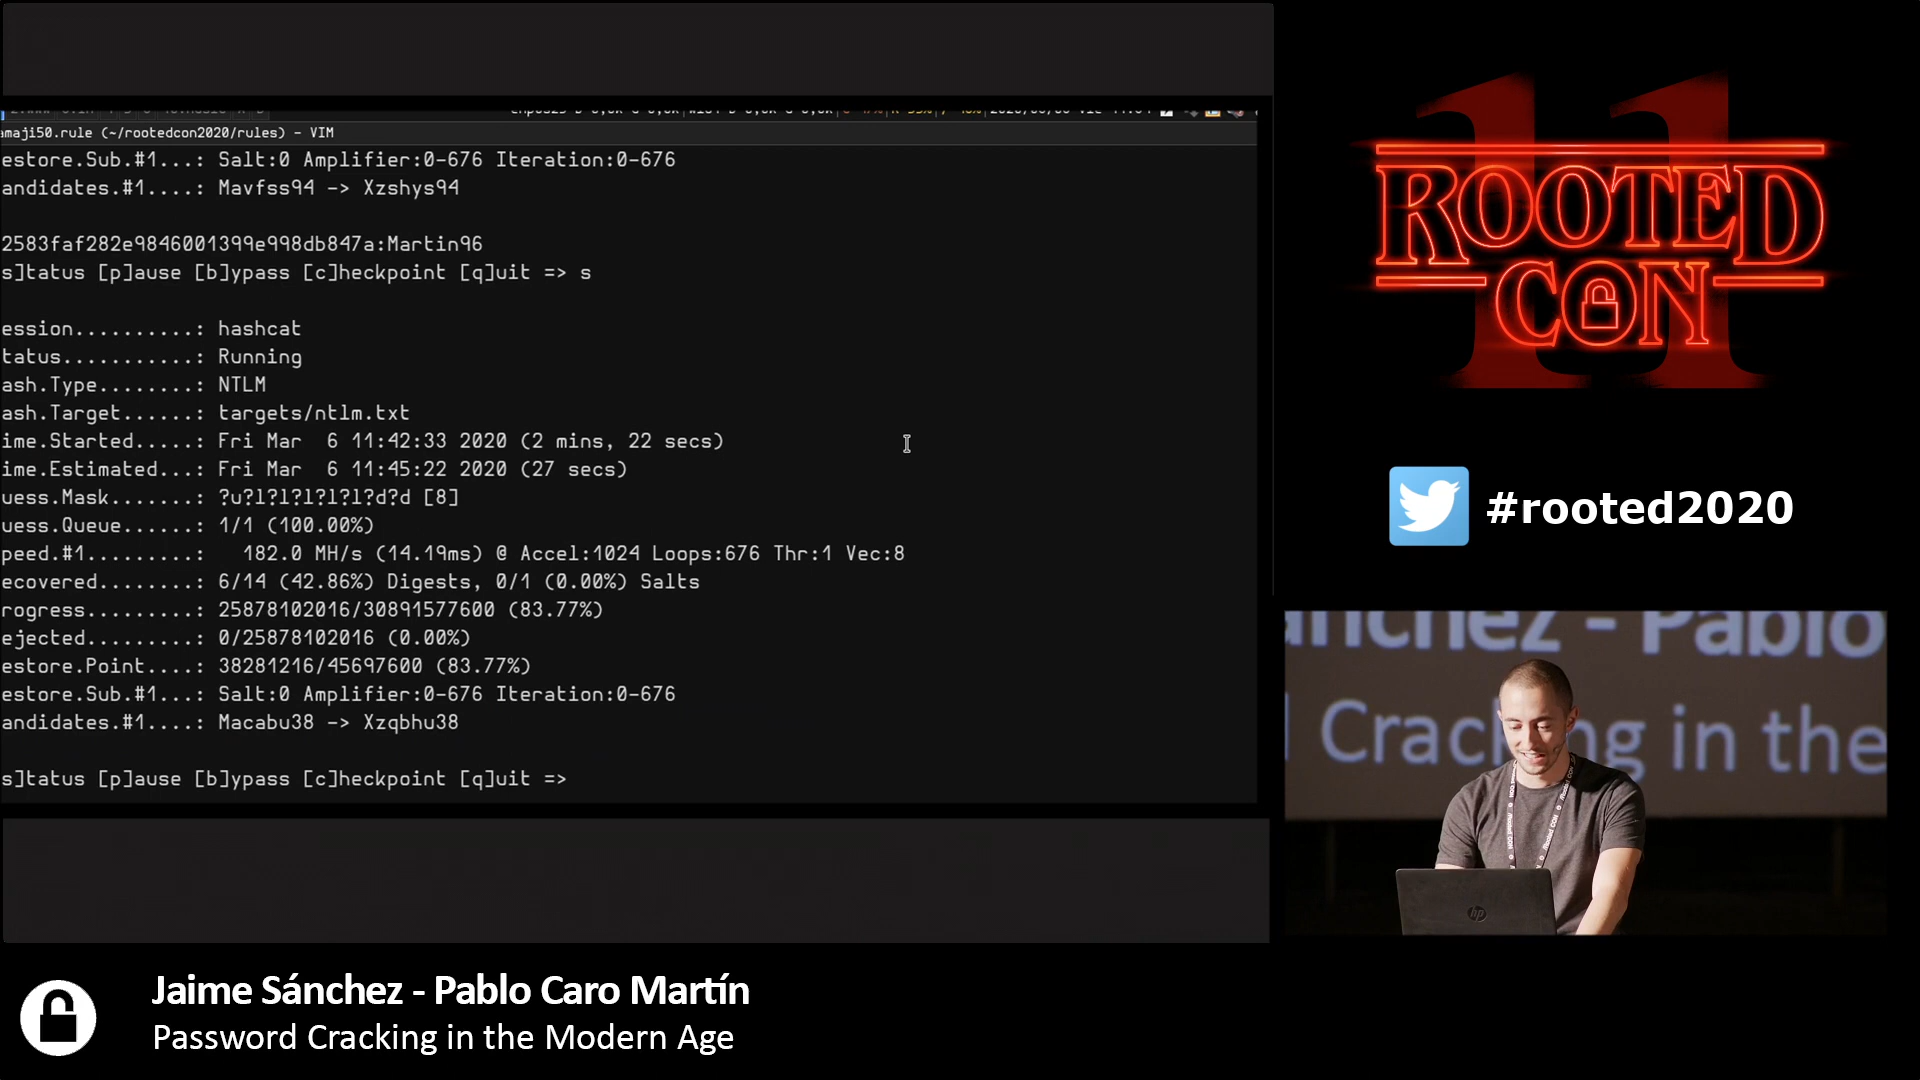 amaji50.rule (~/rootedcon2020/rules) - VIM
estore.Sub.#1...: Salt:0 Amplifier:0-676 Iteration:0-676
andidates.#1....: Mavfss94 -> Xzshys94
2583faf282e9846001399e998db847a:Martin96
s]tatus [p]ause [b]ypass [c]heckpoint [q]uit => s
ession..........: hashcat
tatus...........: Running
ash.Type........: NTLM
ash.Target......: targets/ntlm.txt
ime.Started.....: Fri Mar  6 11:42:33 2020 (2 mins, 22 secs)
ime.Estimated...: Fri Mar  6 11:45:22 2020 (27 secs)
uess.Mask.......: ?u?l?l?l?l?l?d?d [8]
uess.Queue......: 1/1 (100.00%)
peed.#1.........:   182.0 MH/s (14.19ms) @ Accel:1024 Loops:676 Thr:1 Vec:8
ecovered........: 6/14 (42.86%) Digests, 0/1 (0.00%) Salts
rogress.........: 25878102016/30891577600 (83.77%)
ejected.........: 0/25878102016 (0.00%)
estore.Point....: 38281216/45697600 (83.77%)
estore.Sub.#1...: Salt:0 Amplifier:0-676 Iteration:0-676
andidates.#1....: Macabu38 -> Xzqbhu38
s]tatus [p]ause [b]ypass [c]heckpoint [q]uit =>
11
ROOTED
CON
#rooted2020
ánchez - Pablo
Cracking in the
hp
Jaime Sánchez - Pablo Caro Martín
Password Cracking in the Modern Age